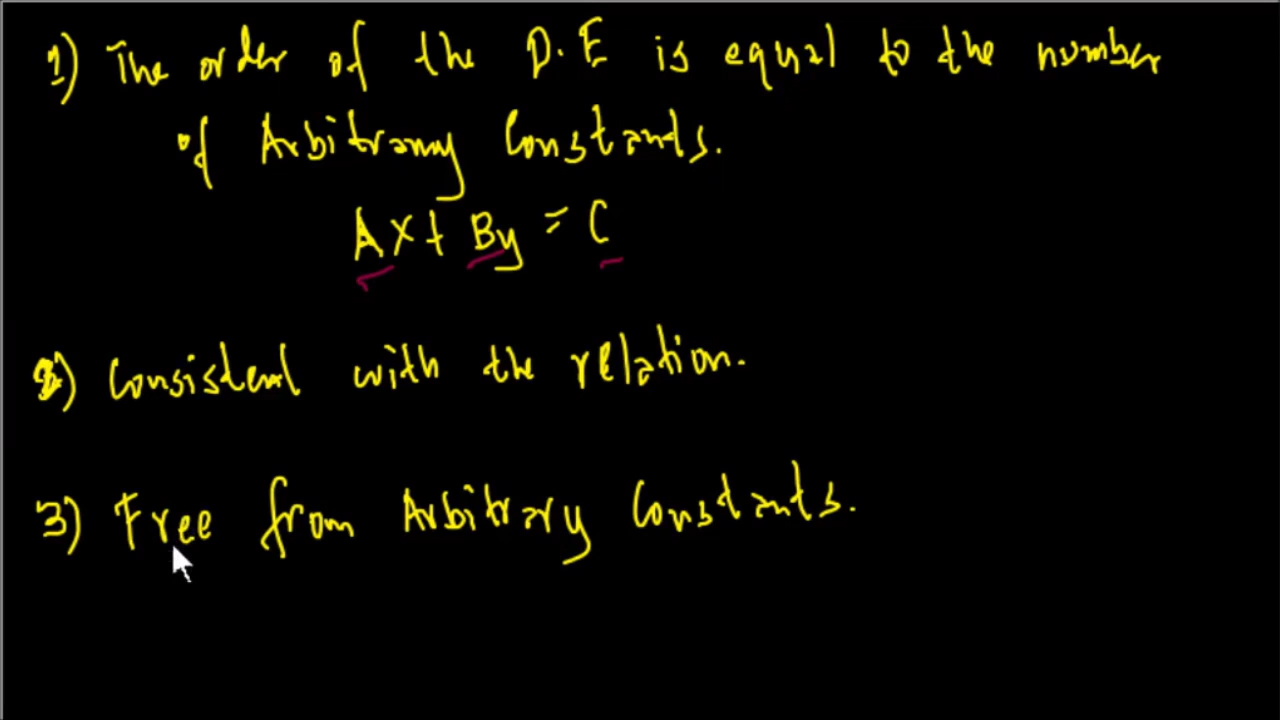 1) The order of the D.E is equal to the number
of Arbitrary Constants.
Ax + By = C
2) Consistent with the relation.
3) Free from Arbitrary Constants.